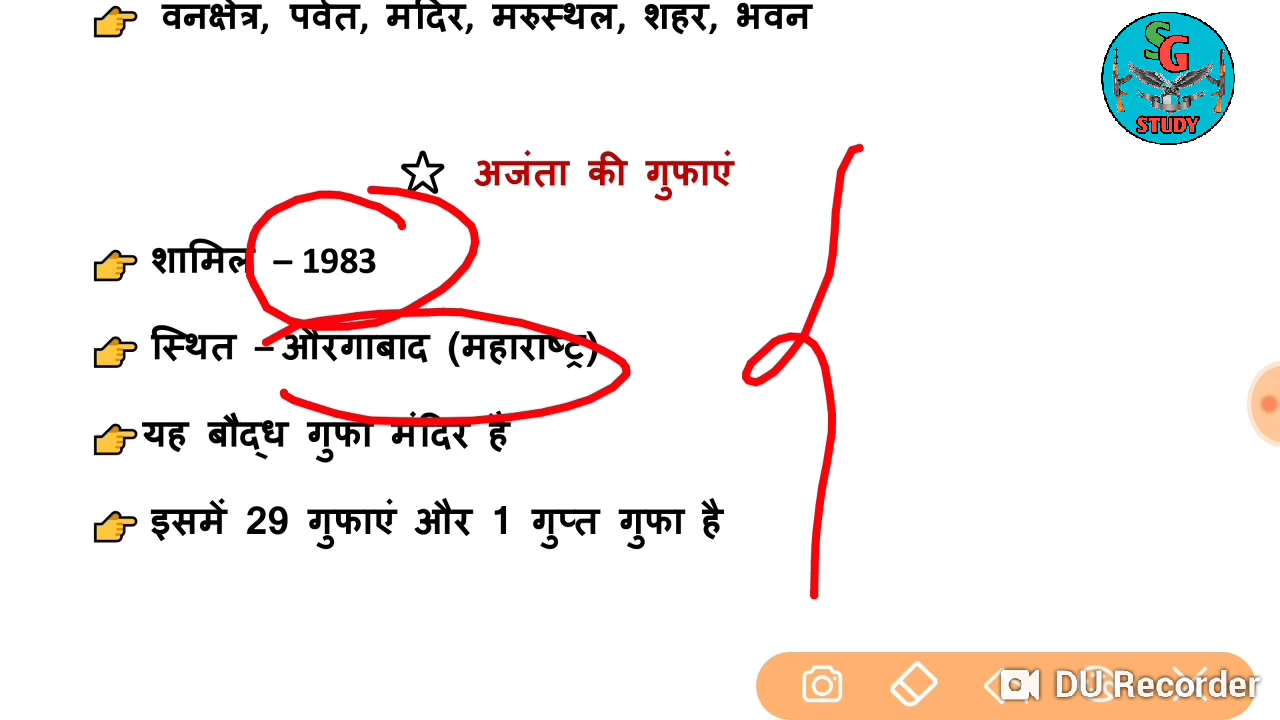 वनक्षेत्र, पर्वत, मंदिर, मरुस्थल, शहर, भवन
SG
STUDY
अजंता की गुफाएं
शामिल – 1983
स्थित – औरंगाबाद (महाराष्ट्र)
यह बौद्ध गुफा मंदिर है
इसमें 29 गुफाएं और 1 गुप्त गुफा है
DU Recorder